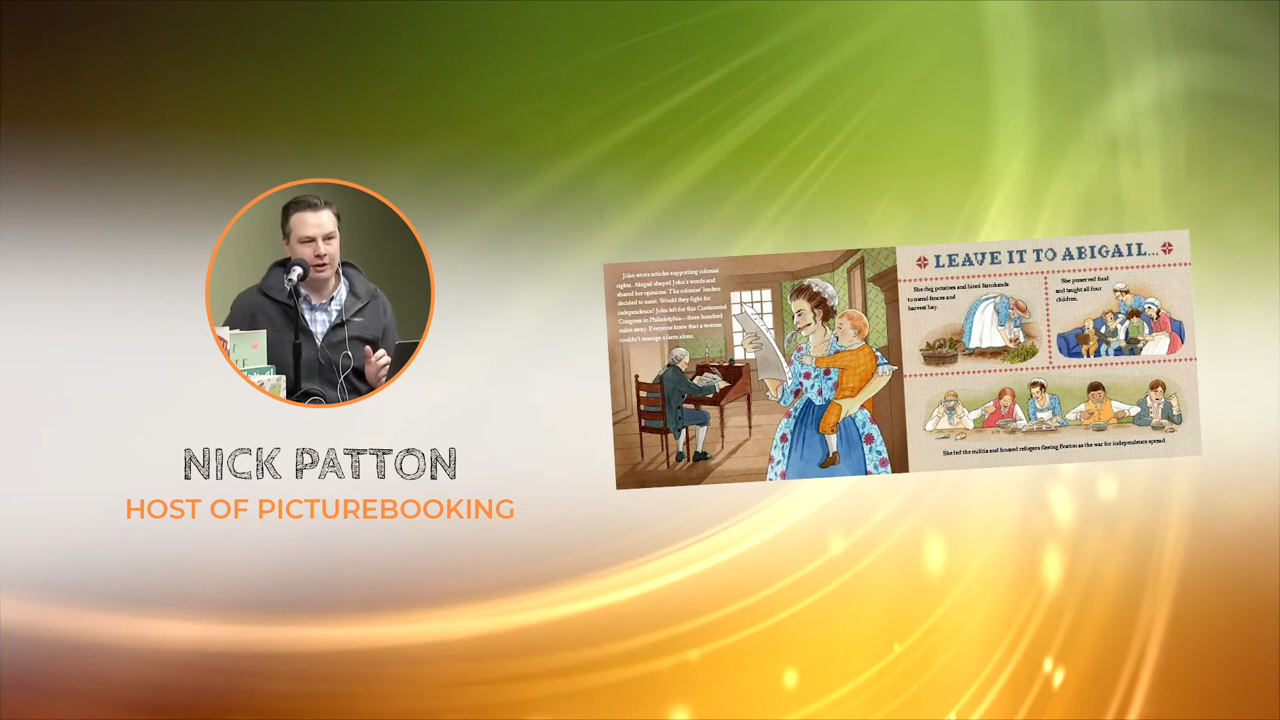 NICK PATTON
HOST OF PICTUREBOOKING
John wrote articles supporting colonial
rights. Abigail shaped John's words and
shared her opinions. The colonies' leaders
decided to meet. Would they fight for
independence? John left for this Continental
Congress in Philadelphia—three hundred
miles away. Everyone knew that a woman
couldn't manage a farm alone.
LEAVE IT TO ABIGAIL...
She dug potatoes and hired farmhands
to mend fences and
harvest hay.
She preserved food
and taught all four
children.
She fed the militia and housed refugees fleeing Boston as the war for independence spread.